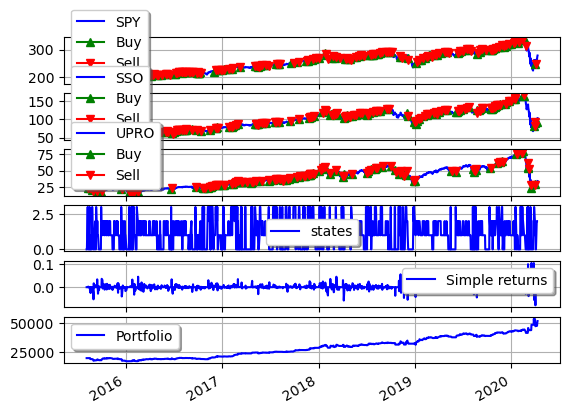 SPY
Buy
Sell
300
200
SSO
Buy
Sell
150
100
50
UPRO
Buy
Sell
75
50
25
states
2.5
0.0
Simple returns
0.1
0.0
Portfolio
50000
25000
2016
2017
2018
2019
2020